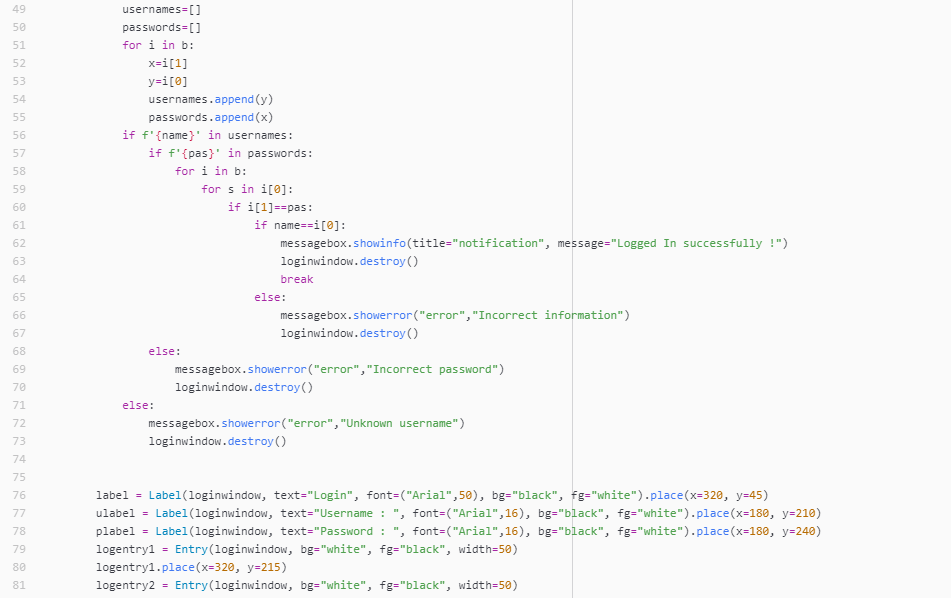 49 usernames=[]
50 passwords=[]
51 for i in b:
52 x=i[1]
53 y=i[0]
54 usernames.append(y)
55 passwords.append(x)
56 if f'{name}' in usernames:
57 if f'{pas}' in passwords:
58 for i in b:
59 for s in i[0]:
60 if i[1]==pas:
61 if name==i[0]:
62 messagebox.showinfo(title="notification", message="Logged In successfully !")
63 loginwindow.destroy()
64 break
65 else:
66 messagebox.showerror("error","Incorrect information")
67 loginwindow.destroy()
68 else:
69 messagebox.showerror("error","Incorrect password")
70 loginwindow.destroy()
71 else:
72 messagebox.showerror("error","Unknown username")
73 loginwindow.destroy()
74
75
76 label = Label(loginwindow, text="Login", font=("Arial",50), bg="black", fg="white").place(x=320, y=45)
77 ulabel = Label(loginwindow, text="Username : ", font=("Arial",16), bg="black", fg="white").place(x=180, y=210)
78 plabel = Label(loginwindow, text="Password : ", font=("Arial",16), bg="black", fg="white").place(x=180, y=240)
79 logentry1 = Entry(loginwindow, bg="white", fg="black", width=50)
80 logentry1.place(x=320, y=215)
81 logentry2 = Entry(loginwindow, bg="white", fg="black", width=50)